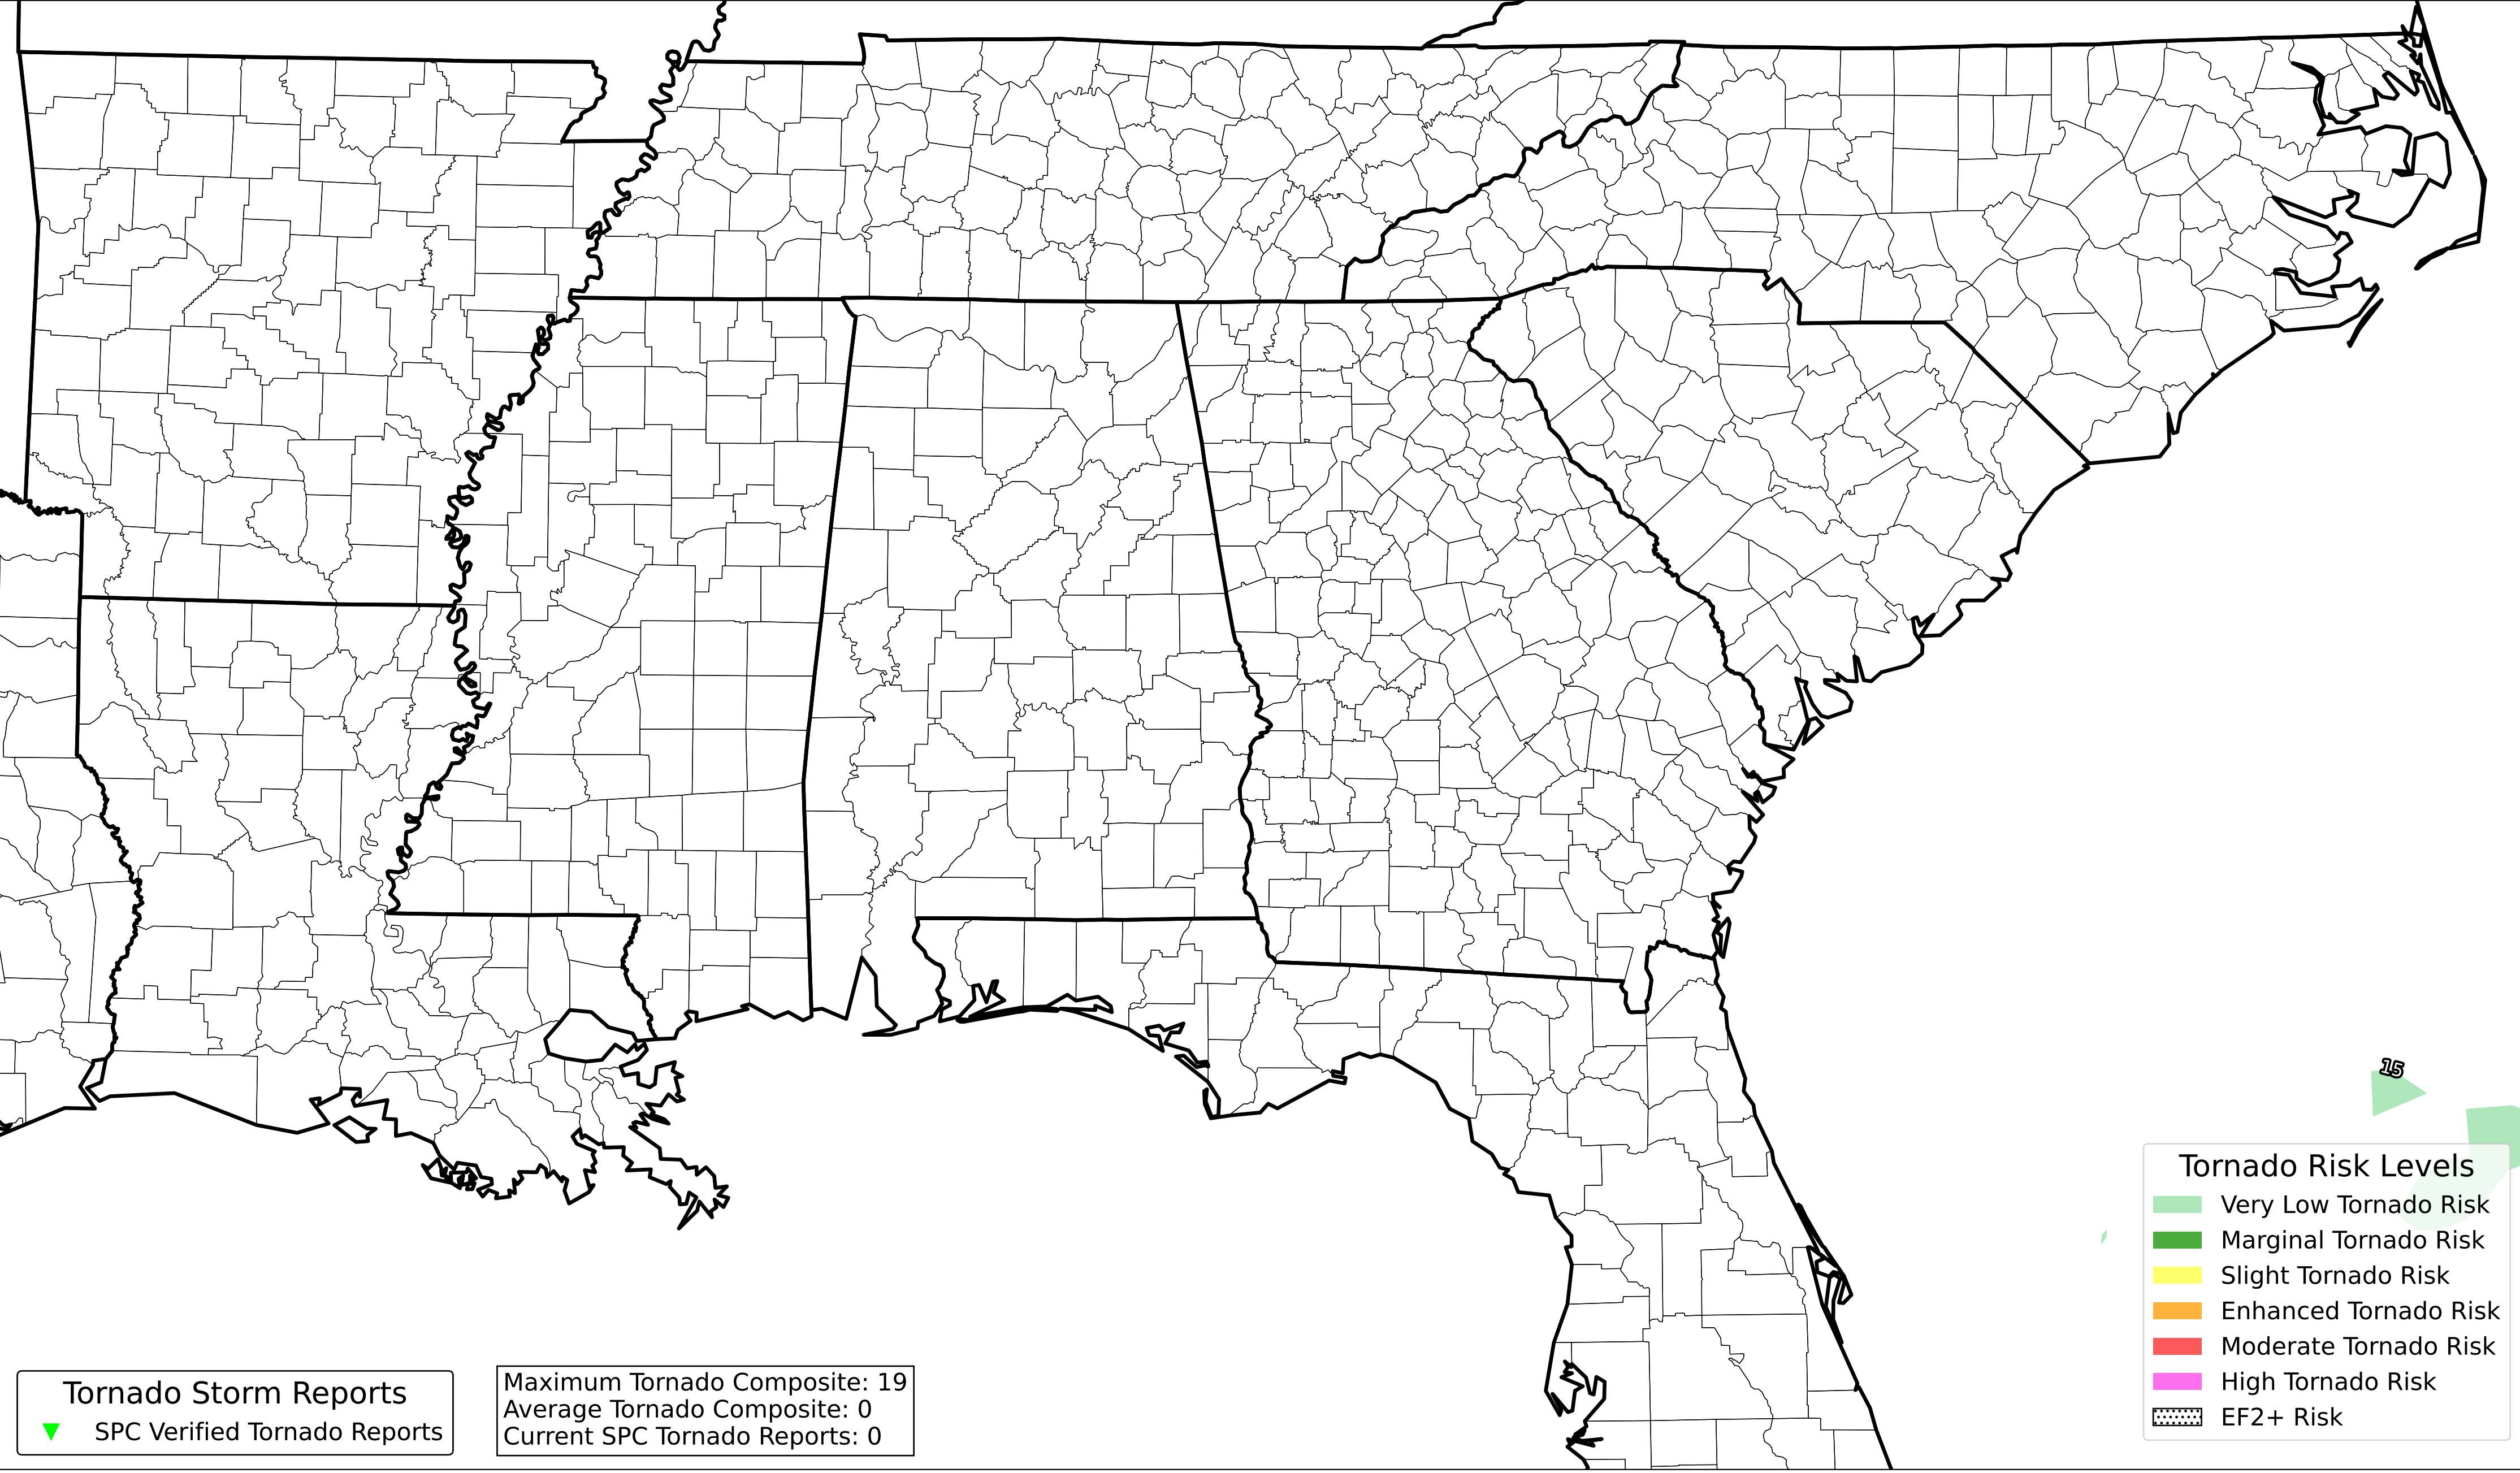 15
Tornado Risk Levels
Very Low Tornado Risk
Marginal Tornado Risk
Slight Tornado Risk
Enhanced Tornado Risk
Moderate Tornado Risk
High Tornado Risk
EF2+ Risk
Tornado Storm Reports
SPC Verified Tornado Reports
Maximum Tornado Composite: 19
Average Tornado Composite: 0
Current SPC Tornado Reports: 0